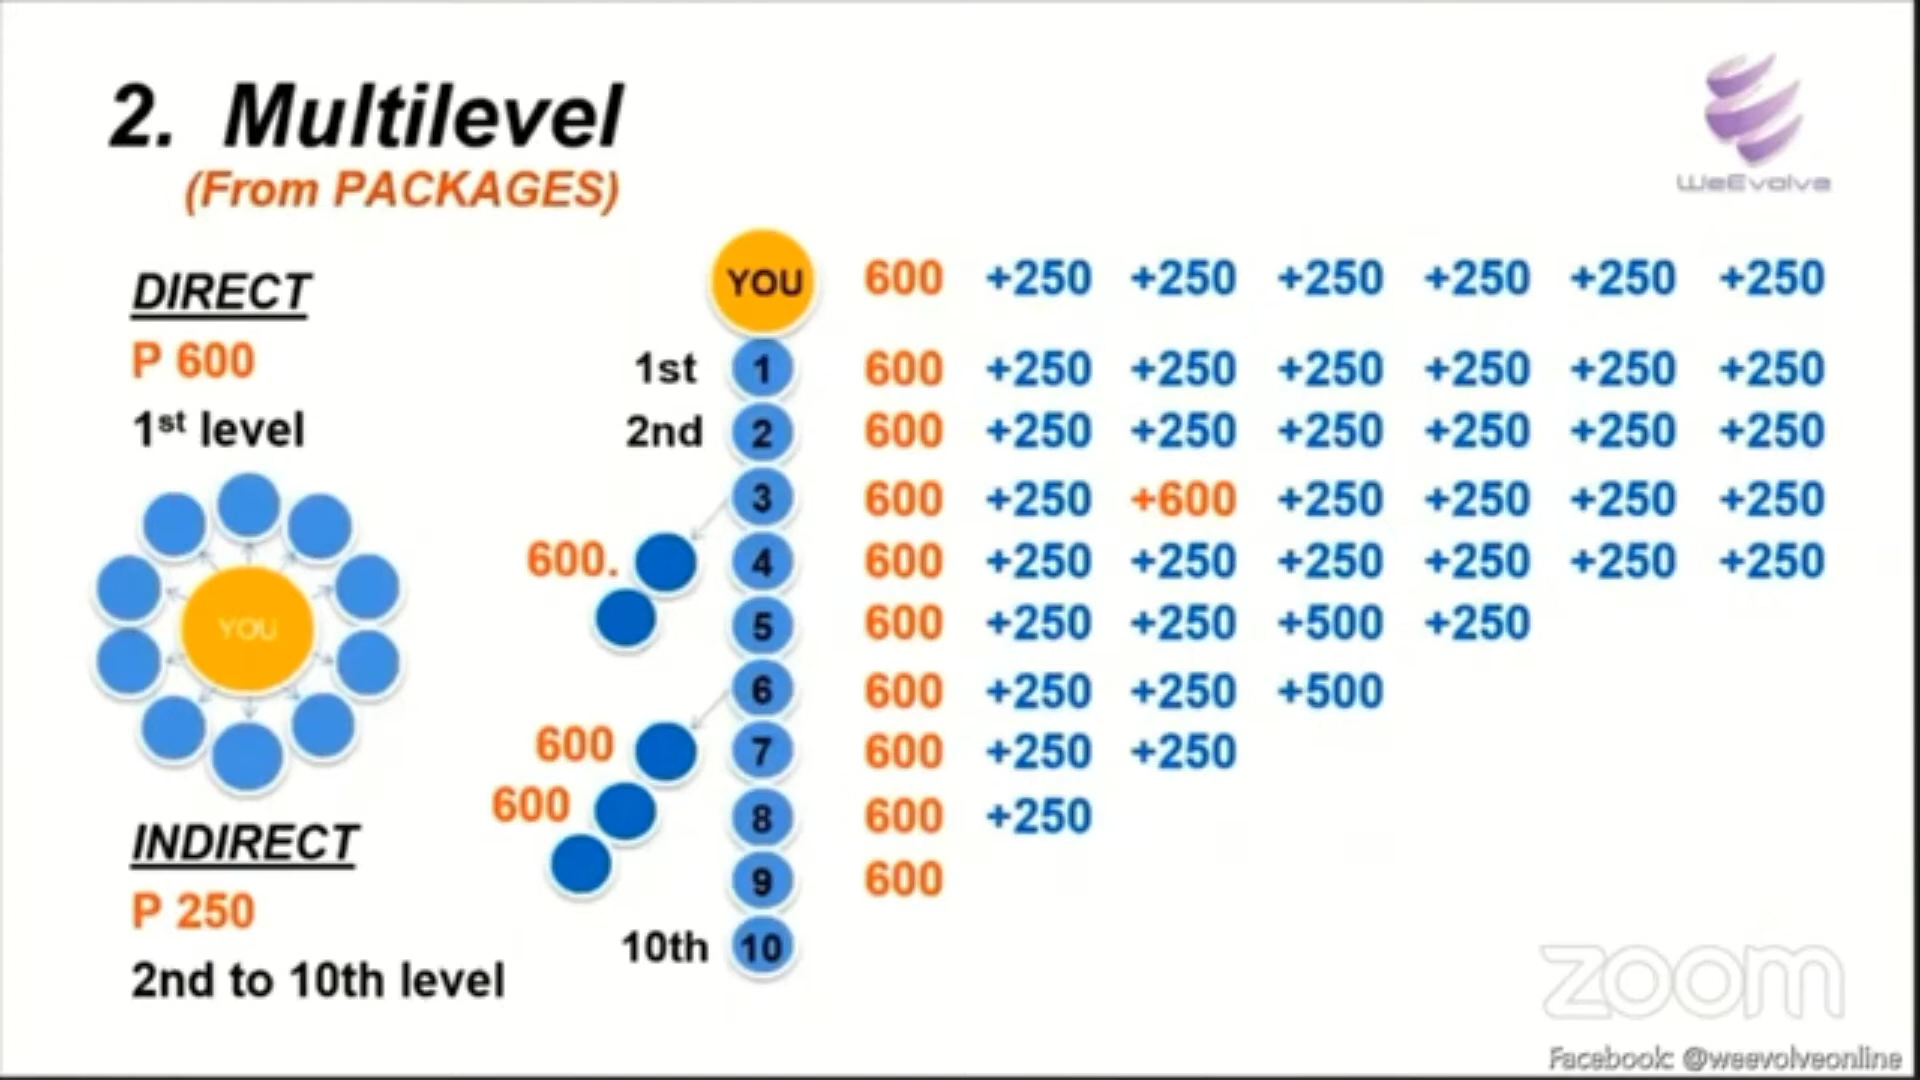 2. Multilevel
(From PACKAGES)
WeEvolve
DIRECT
P 600
1st level
YOU
INDIRECT
P 250
2nd to 10th level
YOU 600 +250 +250 +250 +250 +250 +250
1st 1 600 +250 +250 +250 +250 +250 +250
2nd 2 600 +250 +250 +250 +250 +250 +250
3 600 +250 +600 +250 +250 +250 +250
600. 4 600 +250 +250 +250 +250 +250 +250
5 600 +250 +250 +500 +250
6 600 +250 +250 +500
600 7 600 +250 +250
600 8 600 +250
9 600
10th 10
zoom
Facebook: @weevolveonline